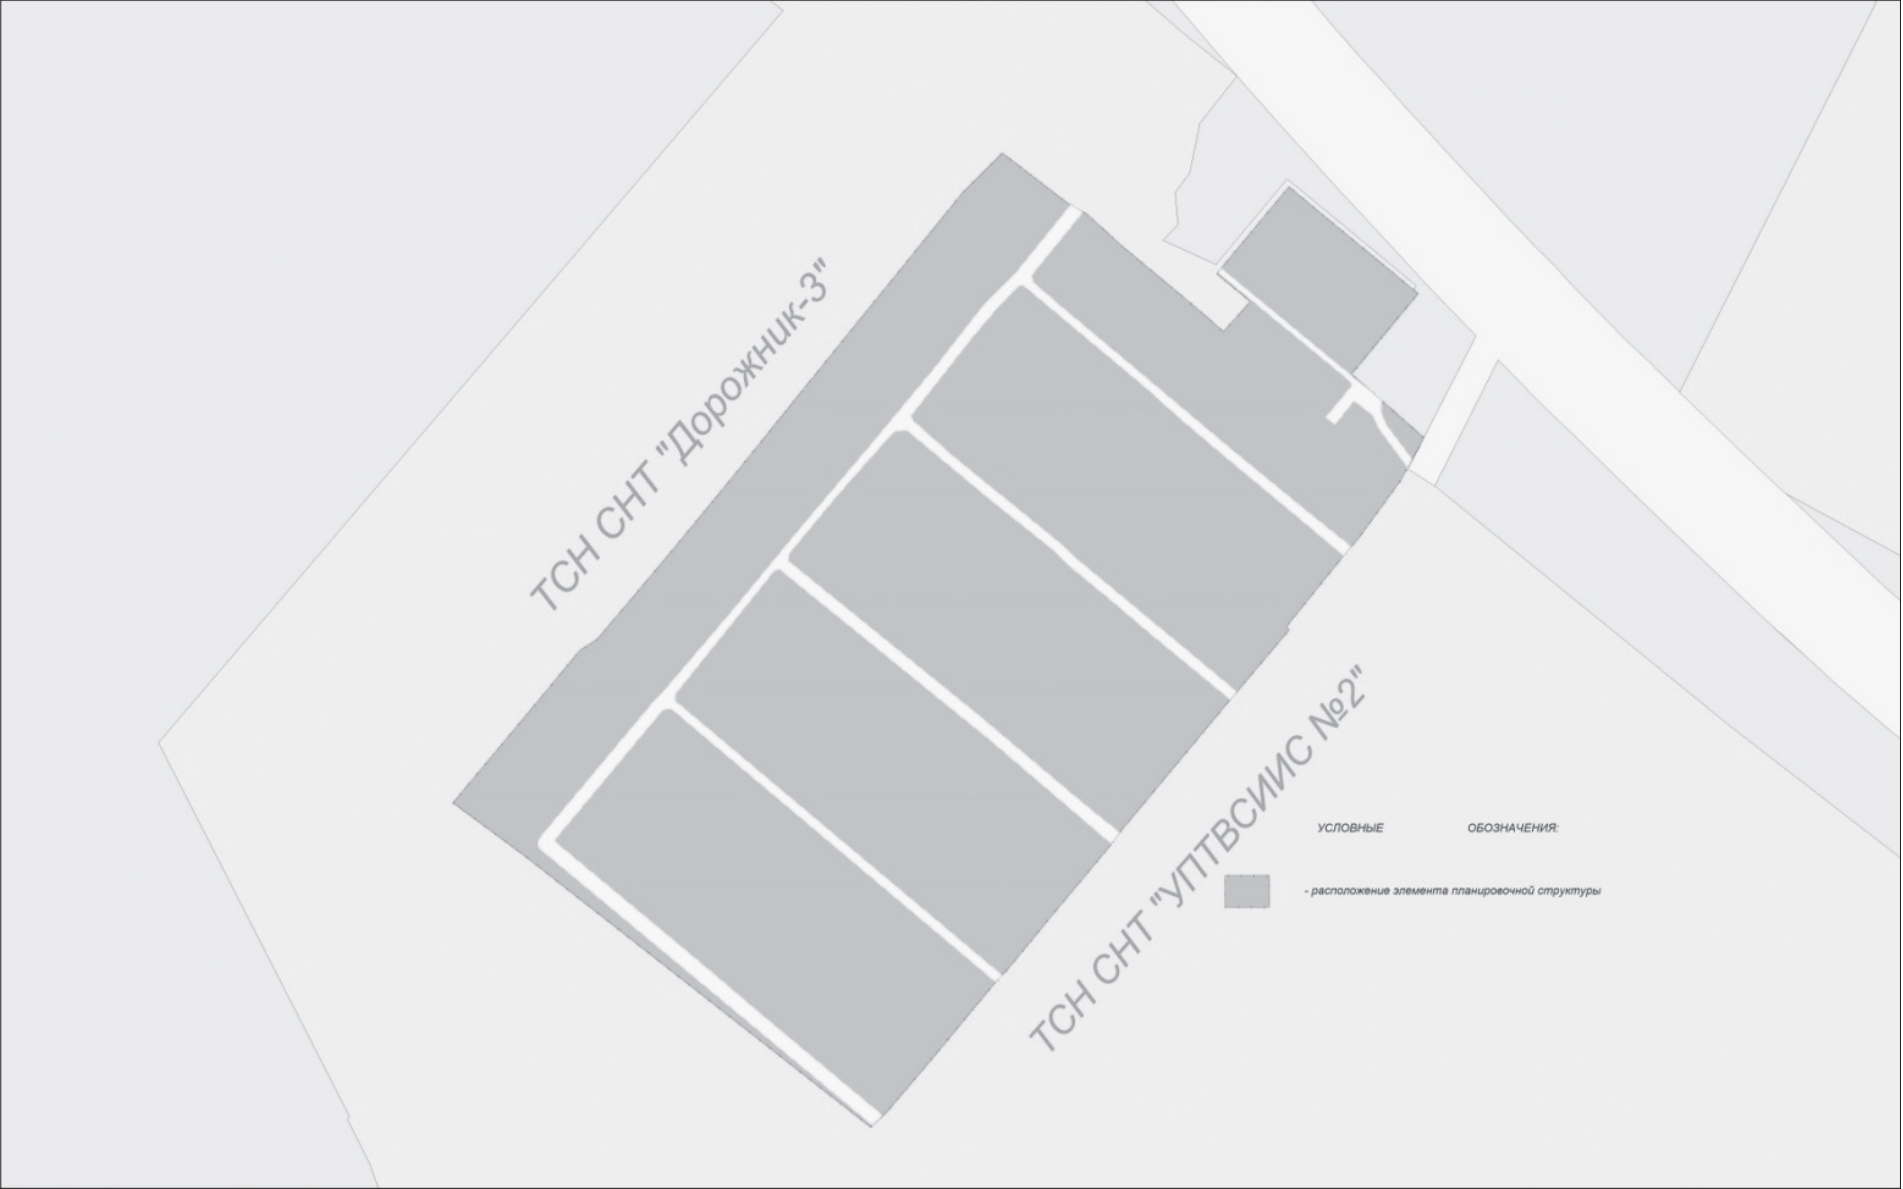 ТСН СНТ "Дорожник-3"
ТСН СНТ "УПТВСИИС №2"
УСЛОВНЫЕ ОБОЗНАЧЕНИЯ:
- расположение элемента планировочной структуры